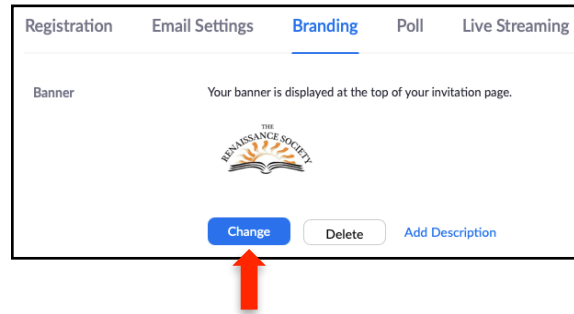 Registration Email Settings Branding Poll Live Streaming
Banner Your banner is displayed at the top of your invitation page.
THE
RENAISSANCE SOCIETY
Change Delete Add Description